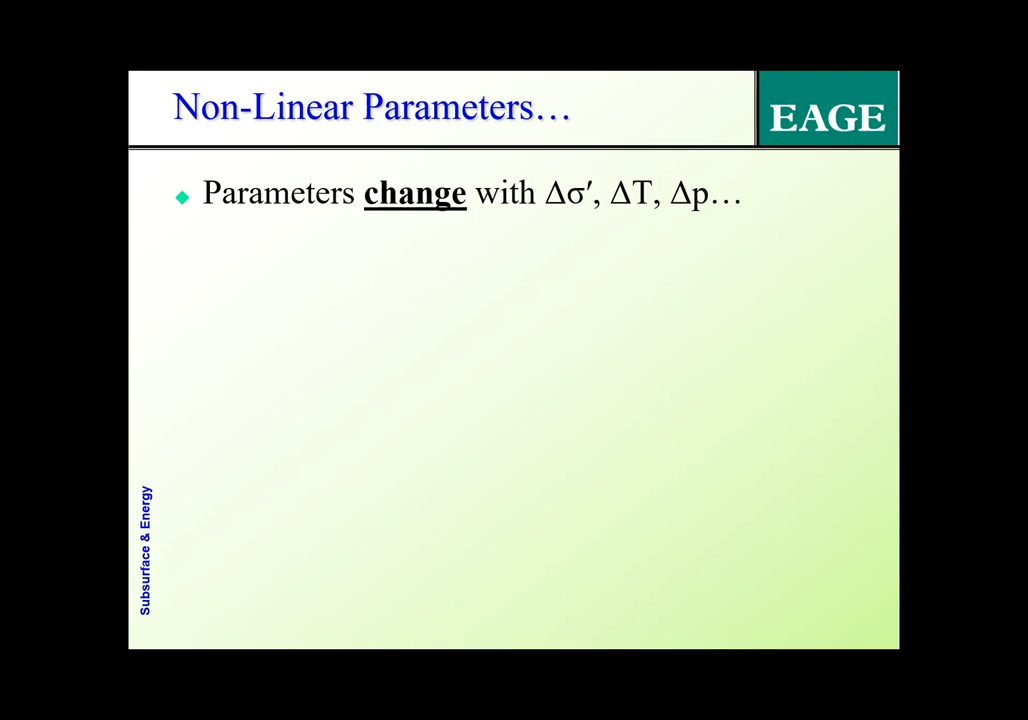 Non-Linear Parameters…
EAGE
Parameters change with Δσ′, ΔT, Δp…
Subsurface & Energy